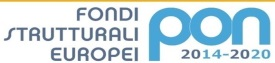 FONDI
STRUTTURALI
EUROPEI
pon
2014-2020